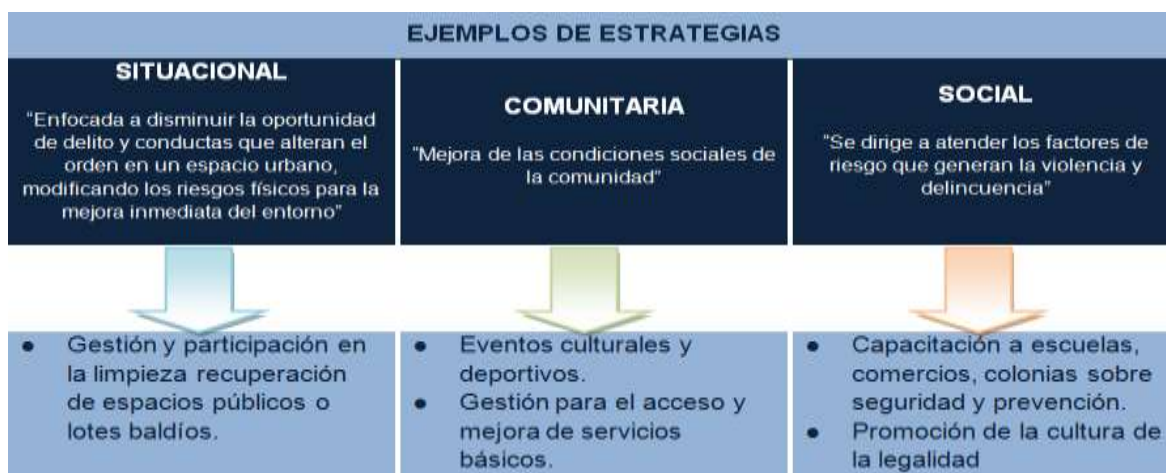 EJEMPLOS DE ESTRATEGIAS
SITUACIONAL
“Enfocada a disminuir la oportunidad
de delito y conductas que alteran el
orden en un espacio urbano,
modificando los riesgos físicos para la
mejora inmediata del entorno”
COMUNITARIA
“Mejora de las condiciones sociales de
la comunidad”
SOCIAL
“Se dirige a atender los factores de
riesgo que generan la violencia y
delincuencia”
● Gestión y participación en
la limpieza recuperación
de espacios públicos o
lotes baldíos.
● Eventos culturales y
deportivos.
● Gestión para el acceso y
mejora de servicios
básicos.
● Capacitación a escuelas,
comercios, colonias sobre
seguridad y prevención.
● Promoción de la cultura de
la legalidad